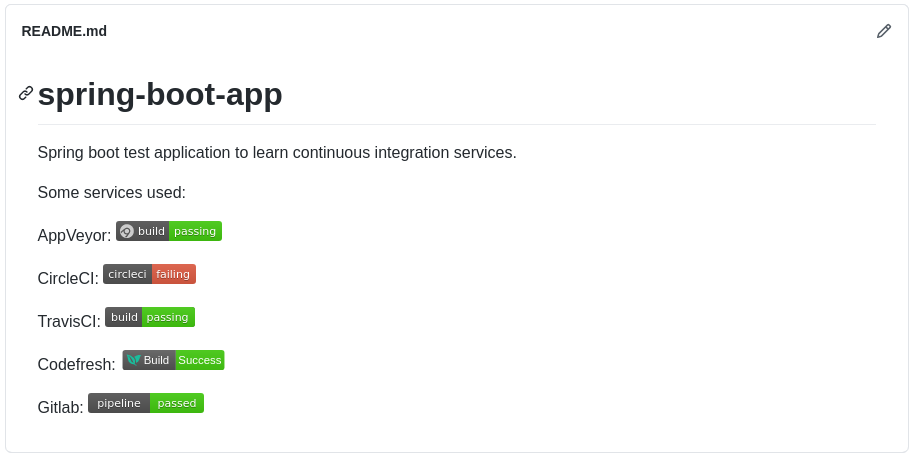 README.md
spring-boot-app
Spring boot test application to learn continuous integration services.
Some services used:
AppVeyor: build passing
CircleCI: circleci failing
TravisCI: build passing
Codefresh: Build Success
Gitlab: pipeline passed